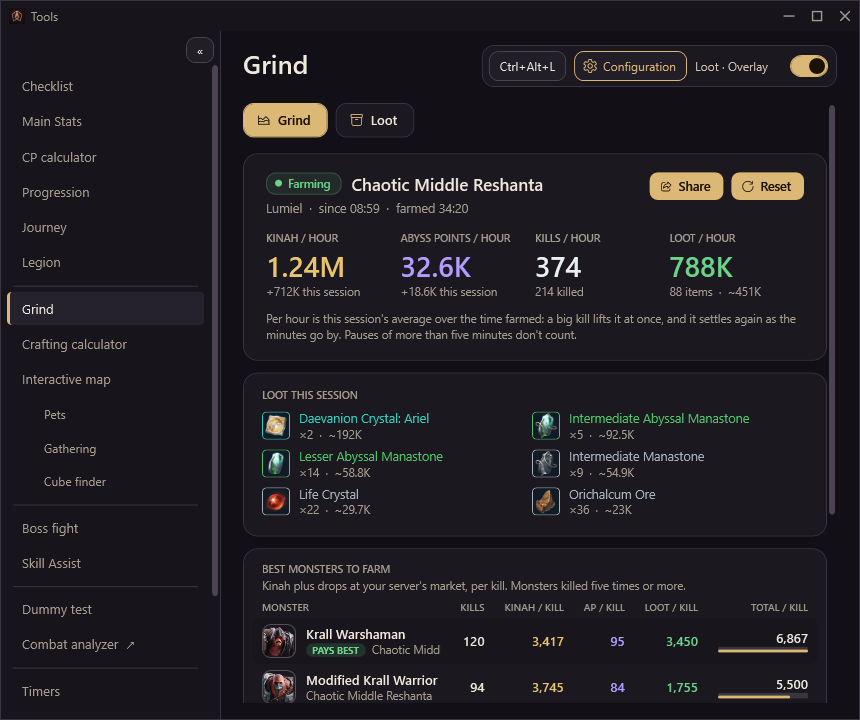 Tools
«
Checklist
Main Stats
CP calculator
Progression
Journey
Legion
Grind
Crafting calculator
Interactive map
Pets
Gathering
Cube finder
Boss fight
Skill Assist
Dummy test
Combat analyzer ↗
Timers
Grind
Ctrl+Alt+L
Configuration
Loot · Overlay
Grind
Loot
Farming
Chaotic Middle Reshanta
Share
Reset
Lumiel · since 08:59 · farmed 34:20
KINAH / HOUR ABYSS POINTS / HOUR KILLS / HOUR LOOT / HOUR
1.24M 32.6K 374 788K
+712K this session +18.6K this session 214 killed 88 items · ~451K
Per hour is this session's average over the time farmed: a big kill lifts it at once, and it settles again as the
minutes go by. Pauses of more than five minutes don't count.
LOOT THIS SESSION
Daevanion Crystal: Ariel
×2 · ~192K
Intermediate Abyssal Manastone
×5 · ~92.5K
Lesser Abyssal Manastone
×14 · ~58.8K
Intermediate Manastone
×9 · ~54.9K
Life Crystal
×22 · ~29.7K
Orichalcum Ore
×36 · ~23K
BEST MONSTERS TO FARM
Kinah plus drops at your server's market, per kill. Monsters killed five times or more.
MONSTER KILLS KINAH / KILL AP / KILL LOOT / KILL TOTAL / KILL
Krall Warshaman
PAYS BEST Chaotic Midd
120 3,417 95 3,450 6,867
Modified Krall Warrior
Chaotic Middle Reshanta
94 3,745 84 1,755 5,500